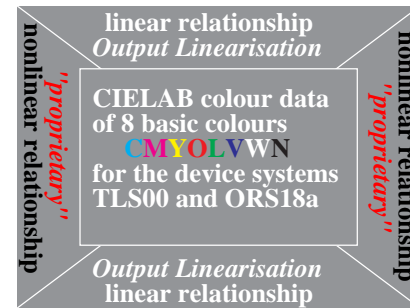 linear relationship
Output Linearisation
nonlinear relationship
"proprietary"
CIELAB colour data
of 8 basic colours
CMYOLVWN
for the device systems
TLS00 and ORS18a
"proprietary"
nonlinear relationship
Output Linearisation
linear relationship